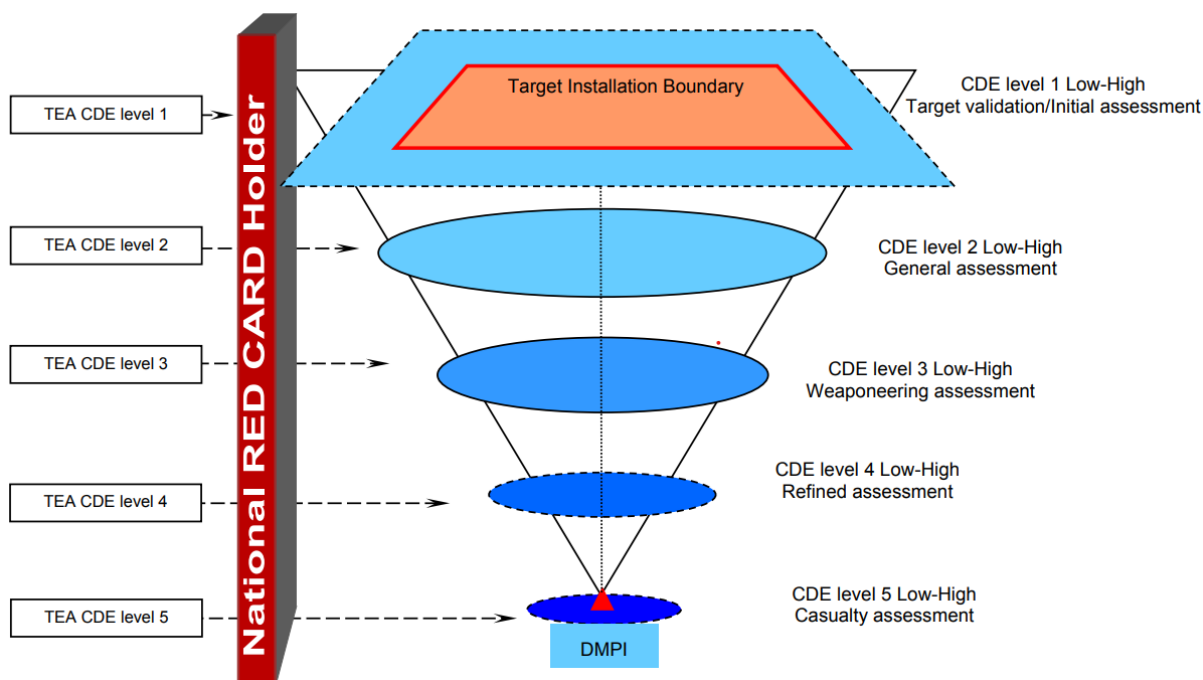 National RED CARD Holder
Target Installation Boundary
CDE level 1 Low-High
Target validation/Initial assessment
TEA CDE level 1
TEA CDE level 2
CDE level 2 Low-High
General assessment
TEA CDE level 3
CDE level 3 Low-High
Weaponeering assessment
TEA CDE level 4
CDE level 4 Low-High
Refined assessment
TEA CDE level 5
CDE level 5 Low-High
Casualty assessment
DMPI